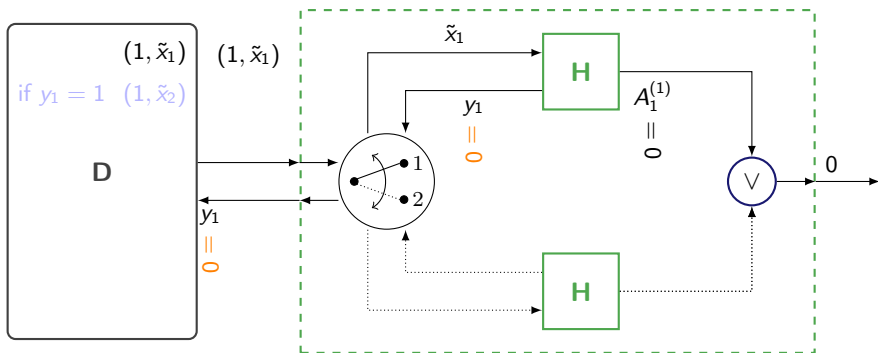 (1, x̃₁)
if y₁ = 1 (1, x̃₂)
D
(1, x̃₁)
y₁
= 0
x̃₁
y₁
= 0
1
2
H
H
A₁⁽¹⁾
= 0
∨
0